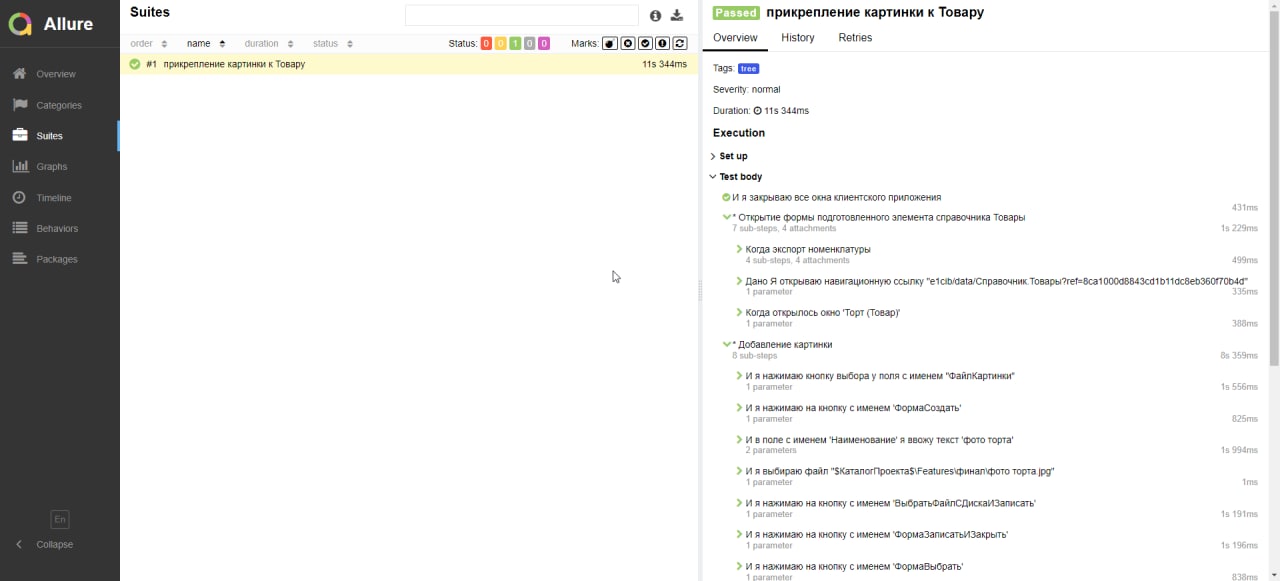 Allure
Overview
Categories
Suites
Graphs
Timeline
Behaviors
Packages
En
Collapse
Suites
order name duration status
Status: 0 0 1 0 0
Marks:
#1 прикрепление картинки к Товару 11s 344ms
Passed прикрепление картинки к Товару
Overview History Retries
Tags: tree
Severity: normal
Duration: 11s 344ms
Execution
Set up
Test body
И я закрываю все окна клиентского приложения
431ms
* Открытие формы подготовленного элемента справочника Товары
7 sub-steps, 4 attachments 1s 229ms
Когда экспорт номенклатуры
4 sub-steps, 4 attachments 499ms
Дано Я открываю навигационную ссылку "e1cib/data/Справочник.Товары?ref=8ca1000d8843cd1b11dc8eb360f70b4d"
1 parameter 335ms
Когда открылось окно 'Торт (Товар)'
1 parameter 388ms
* Добавление картинки
8 sub-steps 8s 359ms
И я нажимаю кнопку выбора у поля с именем "ФайлКартинки"
1 parameter 1s 556ms
И я нажимаю на кнопку с именем 'ФормаСоздать'
1 parameter 825ms
И в поле с именем 'Наименование' я ввожу текст 'фото торта'
2 parameters 1s 994ms
И я выбираю файл "$КаталогПроекта$\Features\финал\фото торта.jpg"
1 parameter 1ms
И я нажимаю на кнопку с именем 'ВыбратьФайлСДискаИЗаписать'
1 parameter 1s 191ms
И я нажимаю на кнопку с именем 'ФормаЗаписатьИЗакрыть'
1 parameter 1s 196ms
И я нажимаю на кнопку с именем 'ФормаВыбрать'
1 parameter 838ms